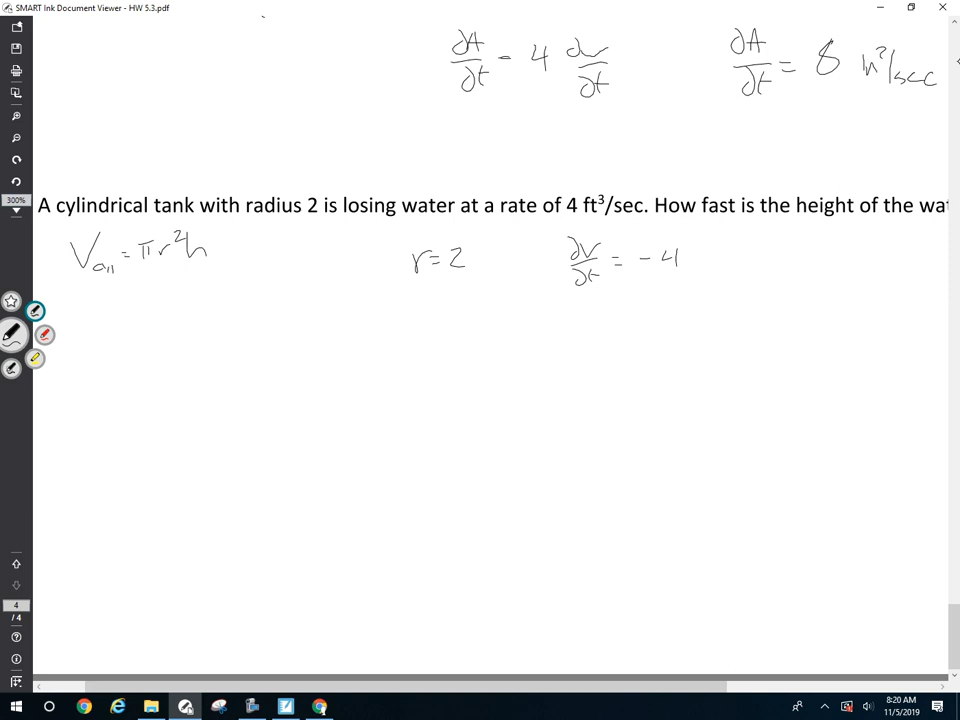 SMART Ink Document Viewer - HW 5.3.pdf
∂A/∂t = 4 ∂w/∂t ∂A/∂t = 8 in²/sec
300%
A cylindrical tank with radius 2 is losing water at a rate of 4 ft³/sec. How fast is the height of the wat
V = πr²h r = 2 ∂V/∂t = - 4
4
/ 4
8:20 AM
11/5/2019